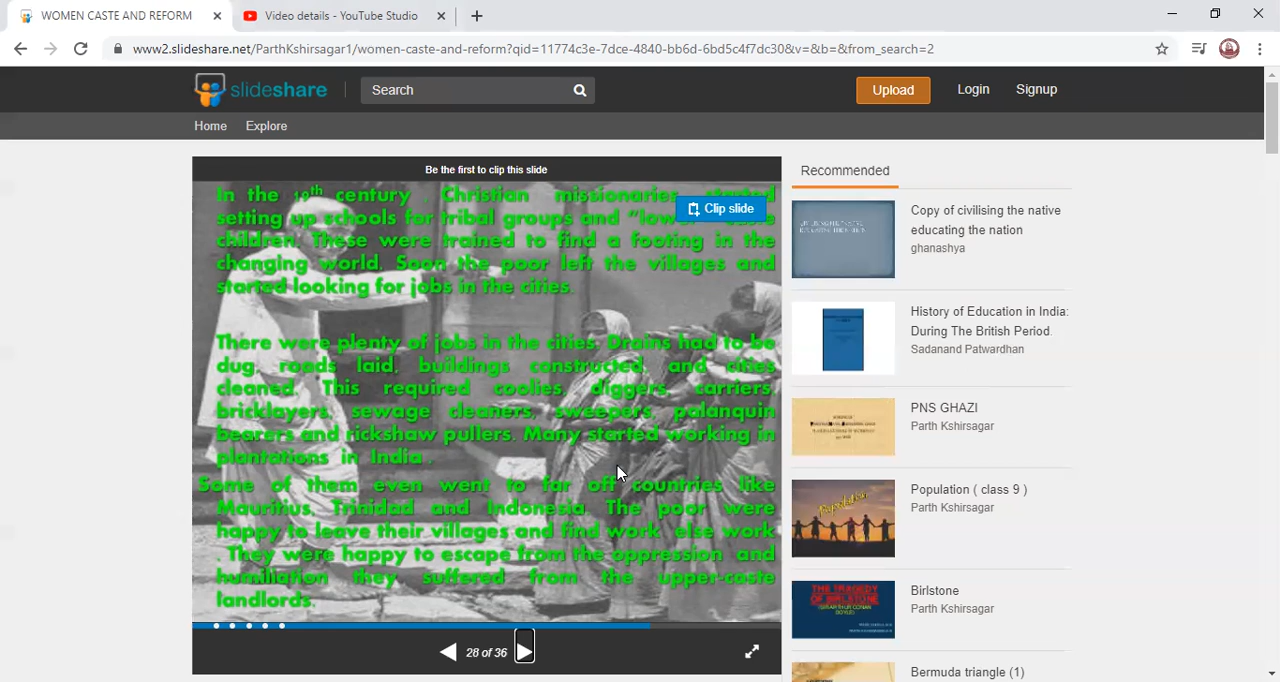 WOMEN CASTE AND REFORM
Video details - YouTube Studio
www2.slideshare.net/ParthKshirsagar1/women-caste-and-reform?qid=11774c3e-7dce-4840-bb6d-6bd5c4f7dc30&v=&b=&from_search=2
slideshare
Search
Upload
Login
Signup
Home
Explore
Be the first to clip this slide
In the 19th century , Christian missionaries started
Clip slide
setting up schools for tribal groups and "lower"
children. These were trained to find a footing in the
changing world. Soon the poor left the villages and
started looking for jobs in the cities.
There were plenty of jobs in the cities. Drains had to be
dug, roads laid, buildings constructed, and cities
cleaned. This required coolies, diggers, carriers,
bricklayers, sewage cleaners, sweepers, palanquin
bearers and rickshaw pullers. Many started working in
plantations in India .
Some of them even went to far off countries like
Mauritius, Trinidad and Indonesia. The poor were
happy to leave their villages and find work else work
. They were happy to escape from the oppression and
humiliation they suffered from the upper-caste
landlords.
28 of 36
Recommended
Copy of civilising the native
educating the nation
ghanashya
History of Education in India:
During The British Period.
Sadanand Patwardhan
PNS GHAZI
Parth Kshirsagar
Population ( class 9 )
Parth Kshirsagar
Population
Birlstone
Parth Kshirsagar
THE TRAGEDY
OF BIRLSTONE
Bermuda triangle (1)